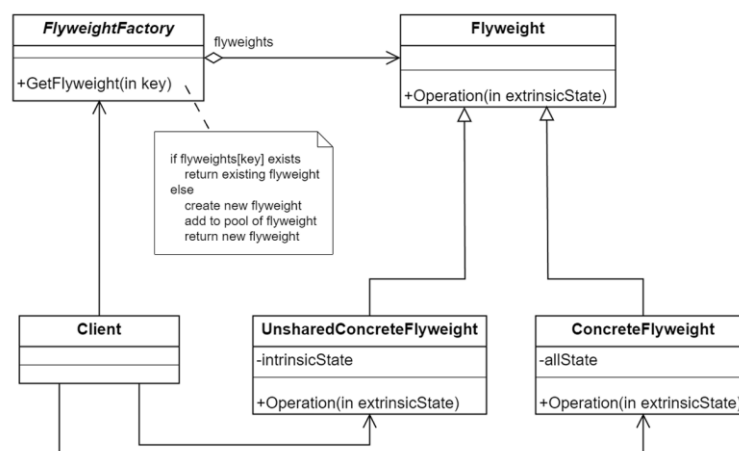 FlyweightFactory
+GetFlyweight(in key)
flyweights
Flyweight
+Operation(in extrinsicState)
if flyweights[key] exists
return existing flyweight
else
create new flyweight
add to pool of flyweight
return new flyweight
Client
UnsharedConcreteFlyweight
-intrinsicState
+Operation(in extrinsicState)
ConcreteFlyweight
-allState
+Operation(in extrinsicState)